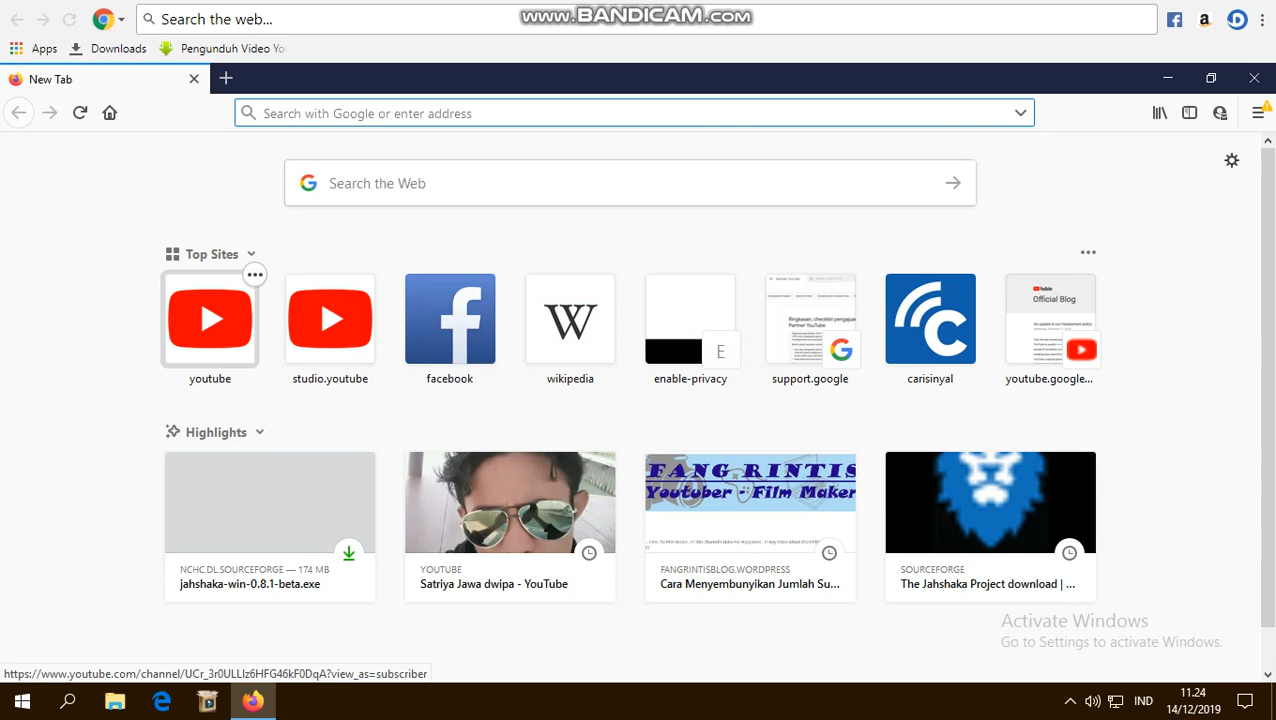 Search the web...
WWW.BANDICAM.COM
Apps
Downloads
Pengunduh Video Yo
New Tab
Search with Google or enter address
Search the Web
Top Sites
E
Official Blog
youtube
studio.youtube
facebook
wikipedia
enable-privacy
support.google
carisinyal
youtube.google...
Highlights
FANG RINTIS
Youtuber - Film Maker
NCHC.DL.SOURCEFORGE — 174 MB
jahshaka-win-0.8.1-beta.exe
YOUTUBE
Satriya Jawa dwipa - YouTube
FANGRINTISBLOG.WORDPRESS
Cara Menyembunyikan Jumlah Su...
SOURCEFORGE
The Jahshaka Project download | ...
Activate Windows
Go to Settings to activate Windows.
https://www.youtube.com/channel/UCr_3r0ULLIz6HFG46kF0DqA?view_as=subscriber
IND
11.24
14/12/2019